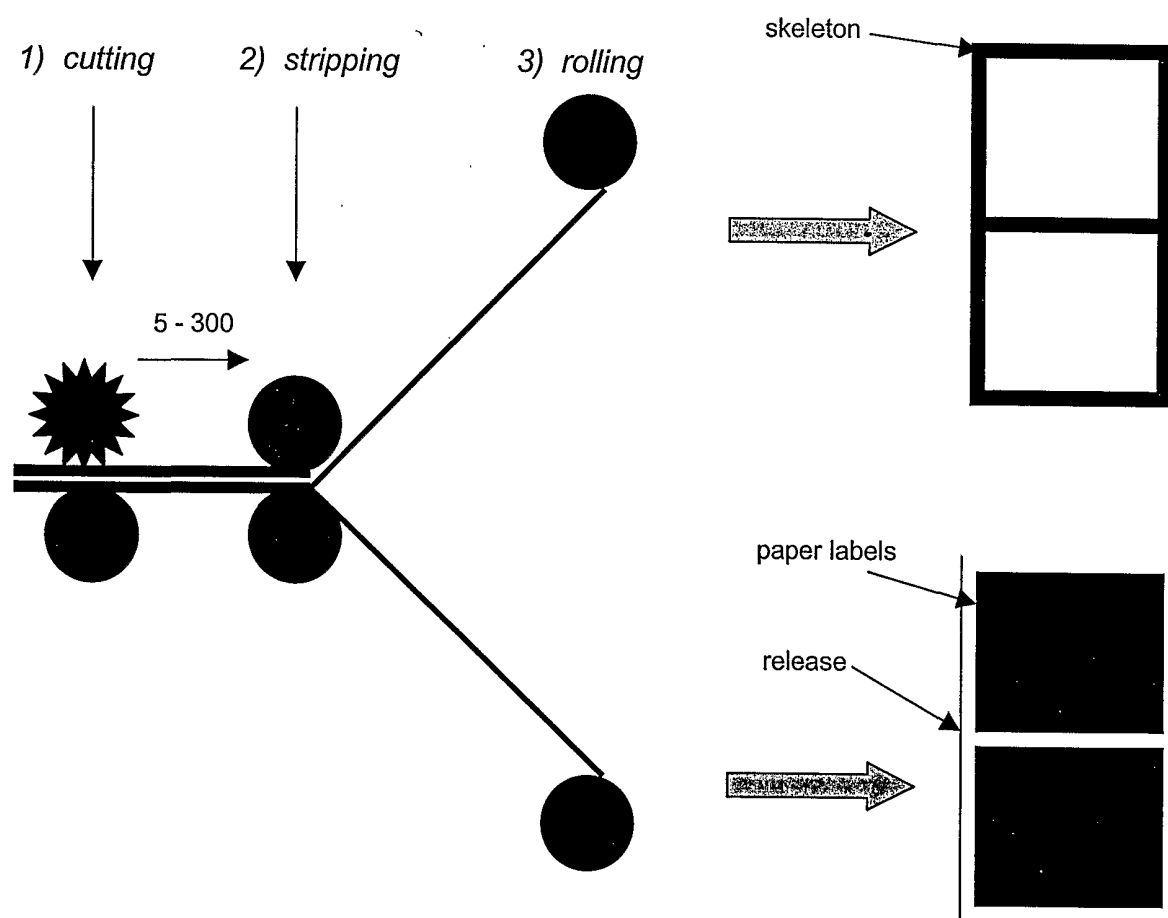 1) cutting
2) stripping
3) rolling
5 - 300
skeleton
paper labels
release